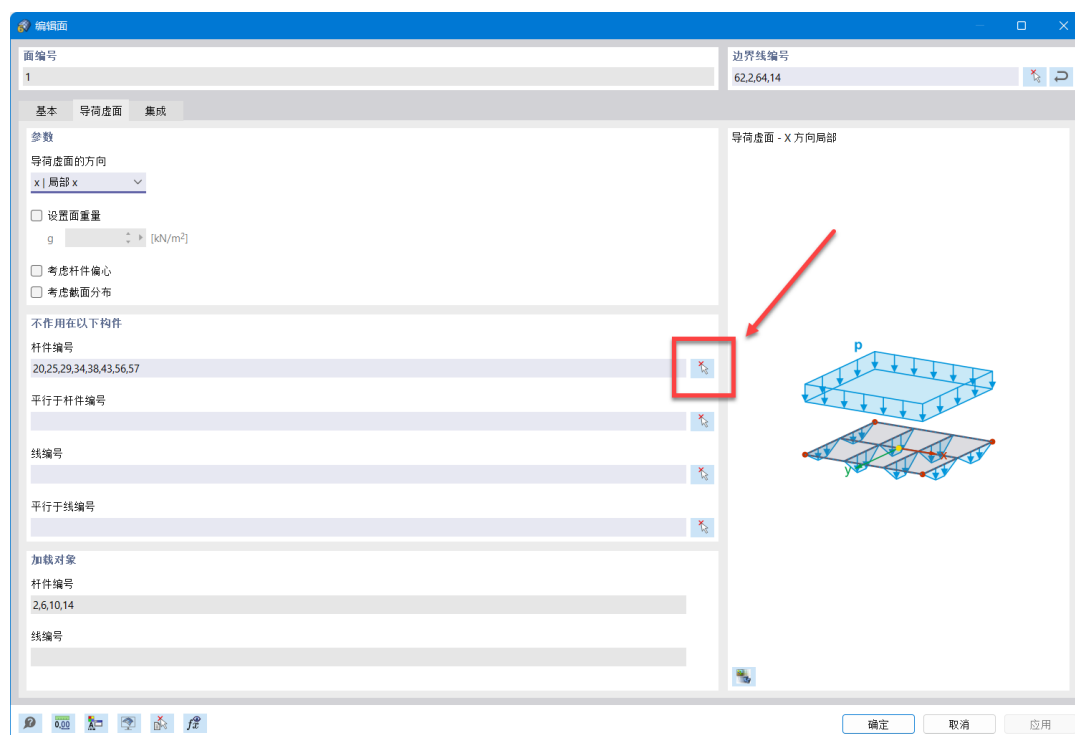 编辑面
面编号
1
边界线编号
62,2,64,14
基本 导荷虚面 集成
参数
导荷虚面的方向
x | 局部 x
设置面重量
g [kN/m²]
考虑杆件偏心
考虑截面分布
不作用在以下构件
杆件编号
20,25,29,34,38,43,56,57
平行于杆件编号
线编号
平行于线编号
加载对象
杆件编号
2,6,10,14
线编号
导荷虚面 - X 方向局部
p
x
y
0,00
确定 取消 应用